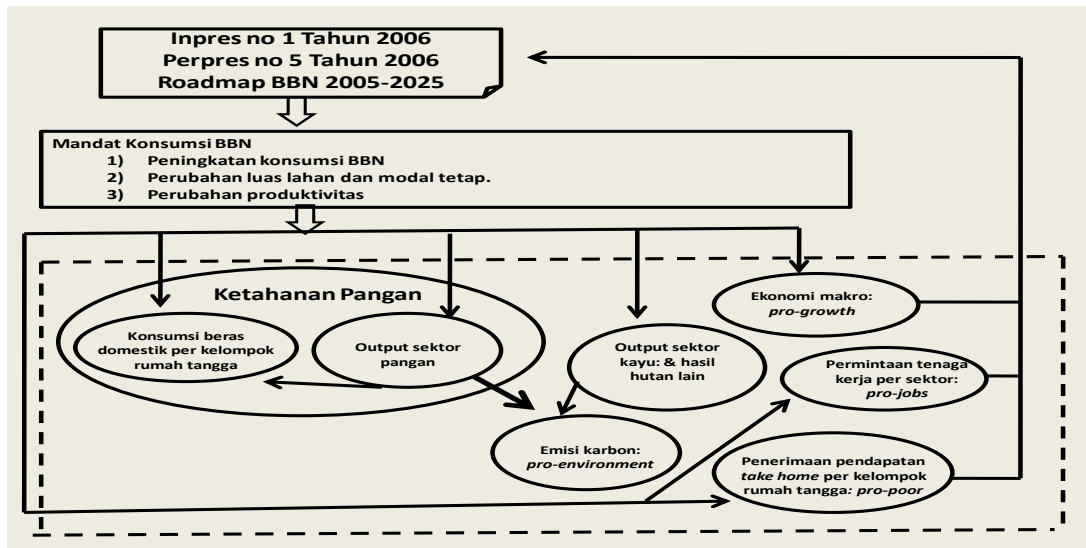 Inpres no 1 Tahun 2006
Perpres no 5 Tahun 2006
Roadmap BBN 2005-2025
Mandat Konsumsi BBN
1) Peningkatan konsumsi BBN
2) Perubahan luas lahan dan modal tetap.
3) Perubahan produktivitas
Ketahanan Pangan
Konsumsi beras
domestik per kelompok
rumah tangga
Output sektor
pangan
Output sektor
kayu: & hasil
hutan lain
Ekonomi makro:
pro-growth
Permintaan tenaga
kerja per sektor:
pro-jobs
Emisi karbon:
pro-environment
Penerimaan pendapatan
take home per kelompok
rumah tangga: pro-poor